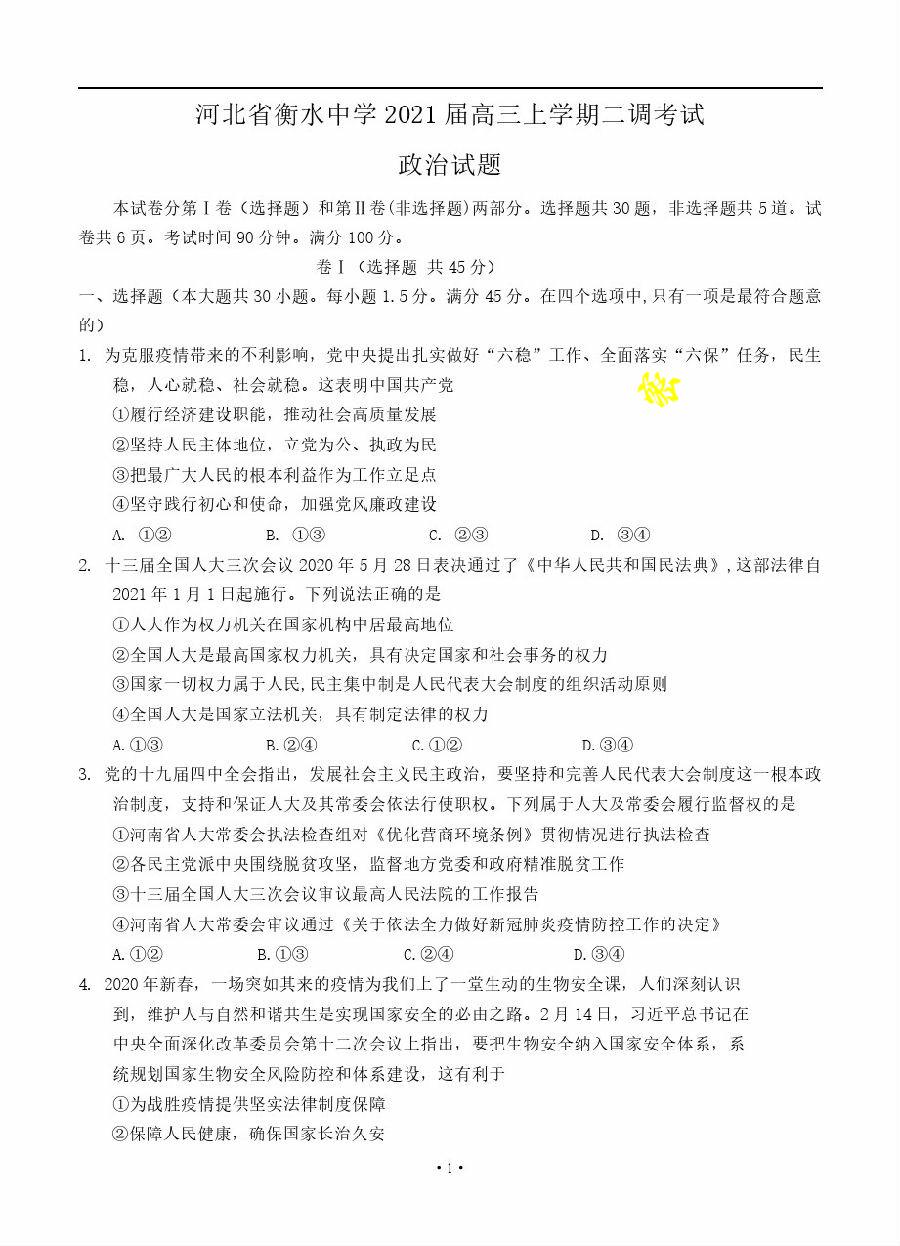 河北省衡水中学 2021 届高三上学期二调考试
政治试题
本试卷分第Ⅰ卷（选择题）和第Ⅱ卷(非选择题)两部分。选择题共 30 题，非选择题共 5 道。试
卷共 6 页。考试时间 90 分钟。满分 100 分。
卷Ⅰ（选择题 共 45 分）
一、选择题（本大题共 30 小题。每小题 1.5 分。满分 45 分。在四个选项中,只有一项是最符合题意
的）
1. 为克服疫情带来的不利影响，党中央提出扎实做好“六稳”工作、全面落实“六保”任务，民生
稳，人心就稳、社会就稳。这表明中国共产党
①履行经济建设职能，推动社会高质量发展
②坚持人民主体地位，立党为公、执政为民
③把最广大人民的根本利益作为工作立足点
④坚守践行初心和使命，加强党风廉政建设
A. ①② B. ①③ C. ②③ D. ③④
2. 十三届全国人大三次会议 2020 年 5 月 28 日表决通过了《中华人民共和国民法典》,这部法律自
2021 年 1 月 1 日起施行。下列说法正确的是
①人大作为权力机关在国家机构中居最高地位
②全国人大是最高国家权力机关，具有决定国家和社会事务的权力
③国家一切权力属于人民,民主集中制是人民代表大会制度的组织活动原则
④全国人大是国家立法机关，具有制定法律的权力
A.①③ B.②④ C.①② D.③④
3. 党的十九届四中全会指出，发展社会主义民主政治，要坚持和完善人民代表大会制度这一根本政
治制度，支持和保证人大及其常委会依法行使职权。下列属于人大及常委会履行监督权的是
①河南省人大常委会执法检查组对《优化营商环境条例》贯彻情况进行执法检查
②各民主党派中央围绕脱贫攻坚，监督地方党委和政府精准脱贫工作
③十三届全国人大三次会议审议最高人民法院的工作报告
④河南省人大常委会审议通过《关于依法全力做好新冠肺炎疫情防控工作的决定》
A.①② B.①③ C.②④ D.③④
4. 2020 年新春，一场突如其来的疫情为我们上了一堂生动的生物安全课，人们深刻认识
到，维护人与自然和谐共生是实现国家安全的必由之路。2 月 14 日，习近平总书记在
中央全面深化改革委员会第十二次会议上指出，要把生物安全纳入国家安全体系，系
统规划国家生物安全风险防控和体系建设，这有利于
①为战胜疫情提供坚实法律制度保障
②保障人民健康，确保国家长治久安
·1·